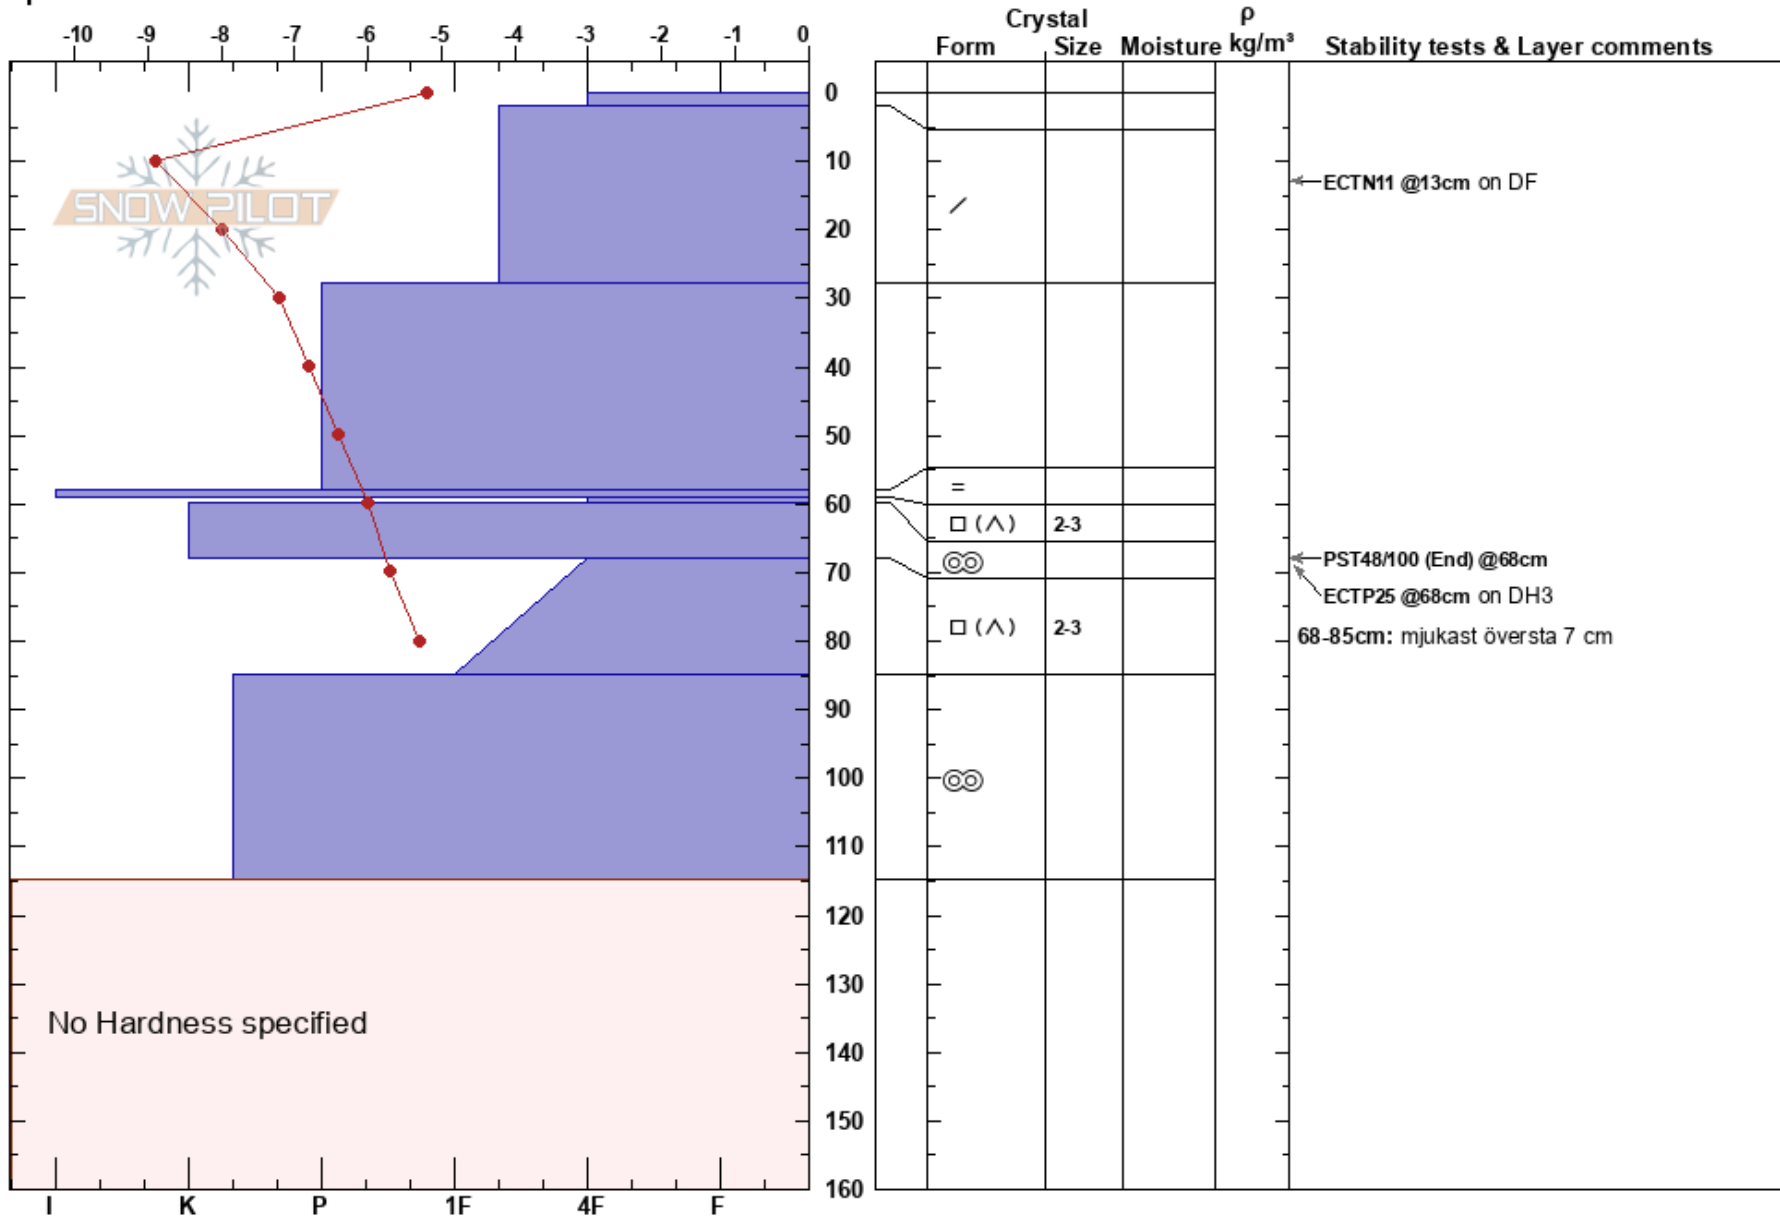 Crystal ρ
-10 -9 -8 -7 -6 -5 -4 -3 -2 -1 0 Form Size Moisture kg/m³ Stability tests & Layer comments
0
10
ECTN11 @13cm on DF
SNOW PILOT
20
30
40
50
=
60
(∧) 2-3
PST48/100 (End) @68cm
70
ECTP25 @68cm on DH3
(∧) 2-3
68-85cm: mjukast översta 7 cm
80
90
100
110
120
130
No Hardness specified
140
150
160
I K P 1F 4F F